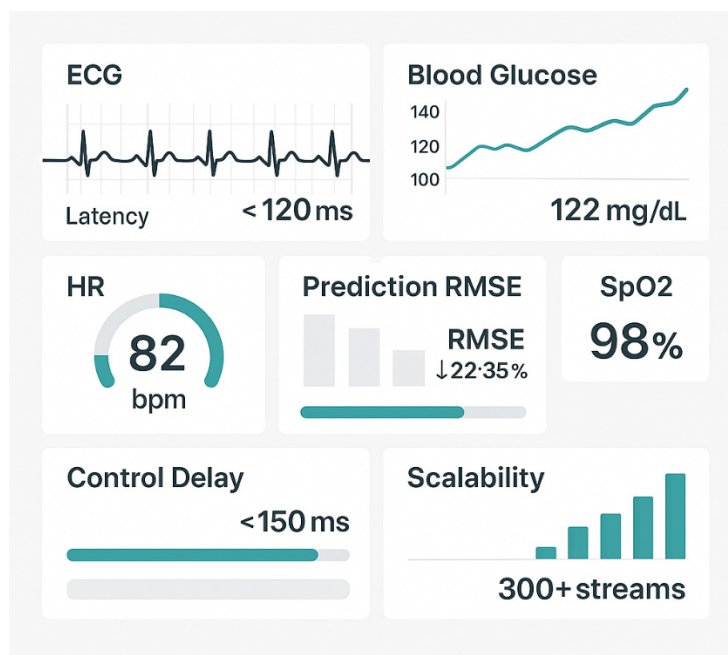 ECG
Latency
<120 ms
Blood Glucose
140
120
100
122 mg/dL
HR
82
bpm
Prediction RMSE
RMSE
↓22·35%
SpO2
98%
Control Delay
<150 ms
Scalability
300+ streams